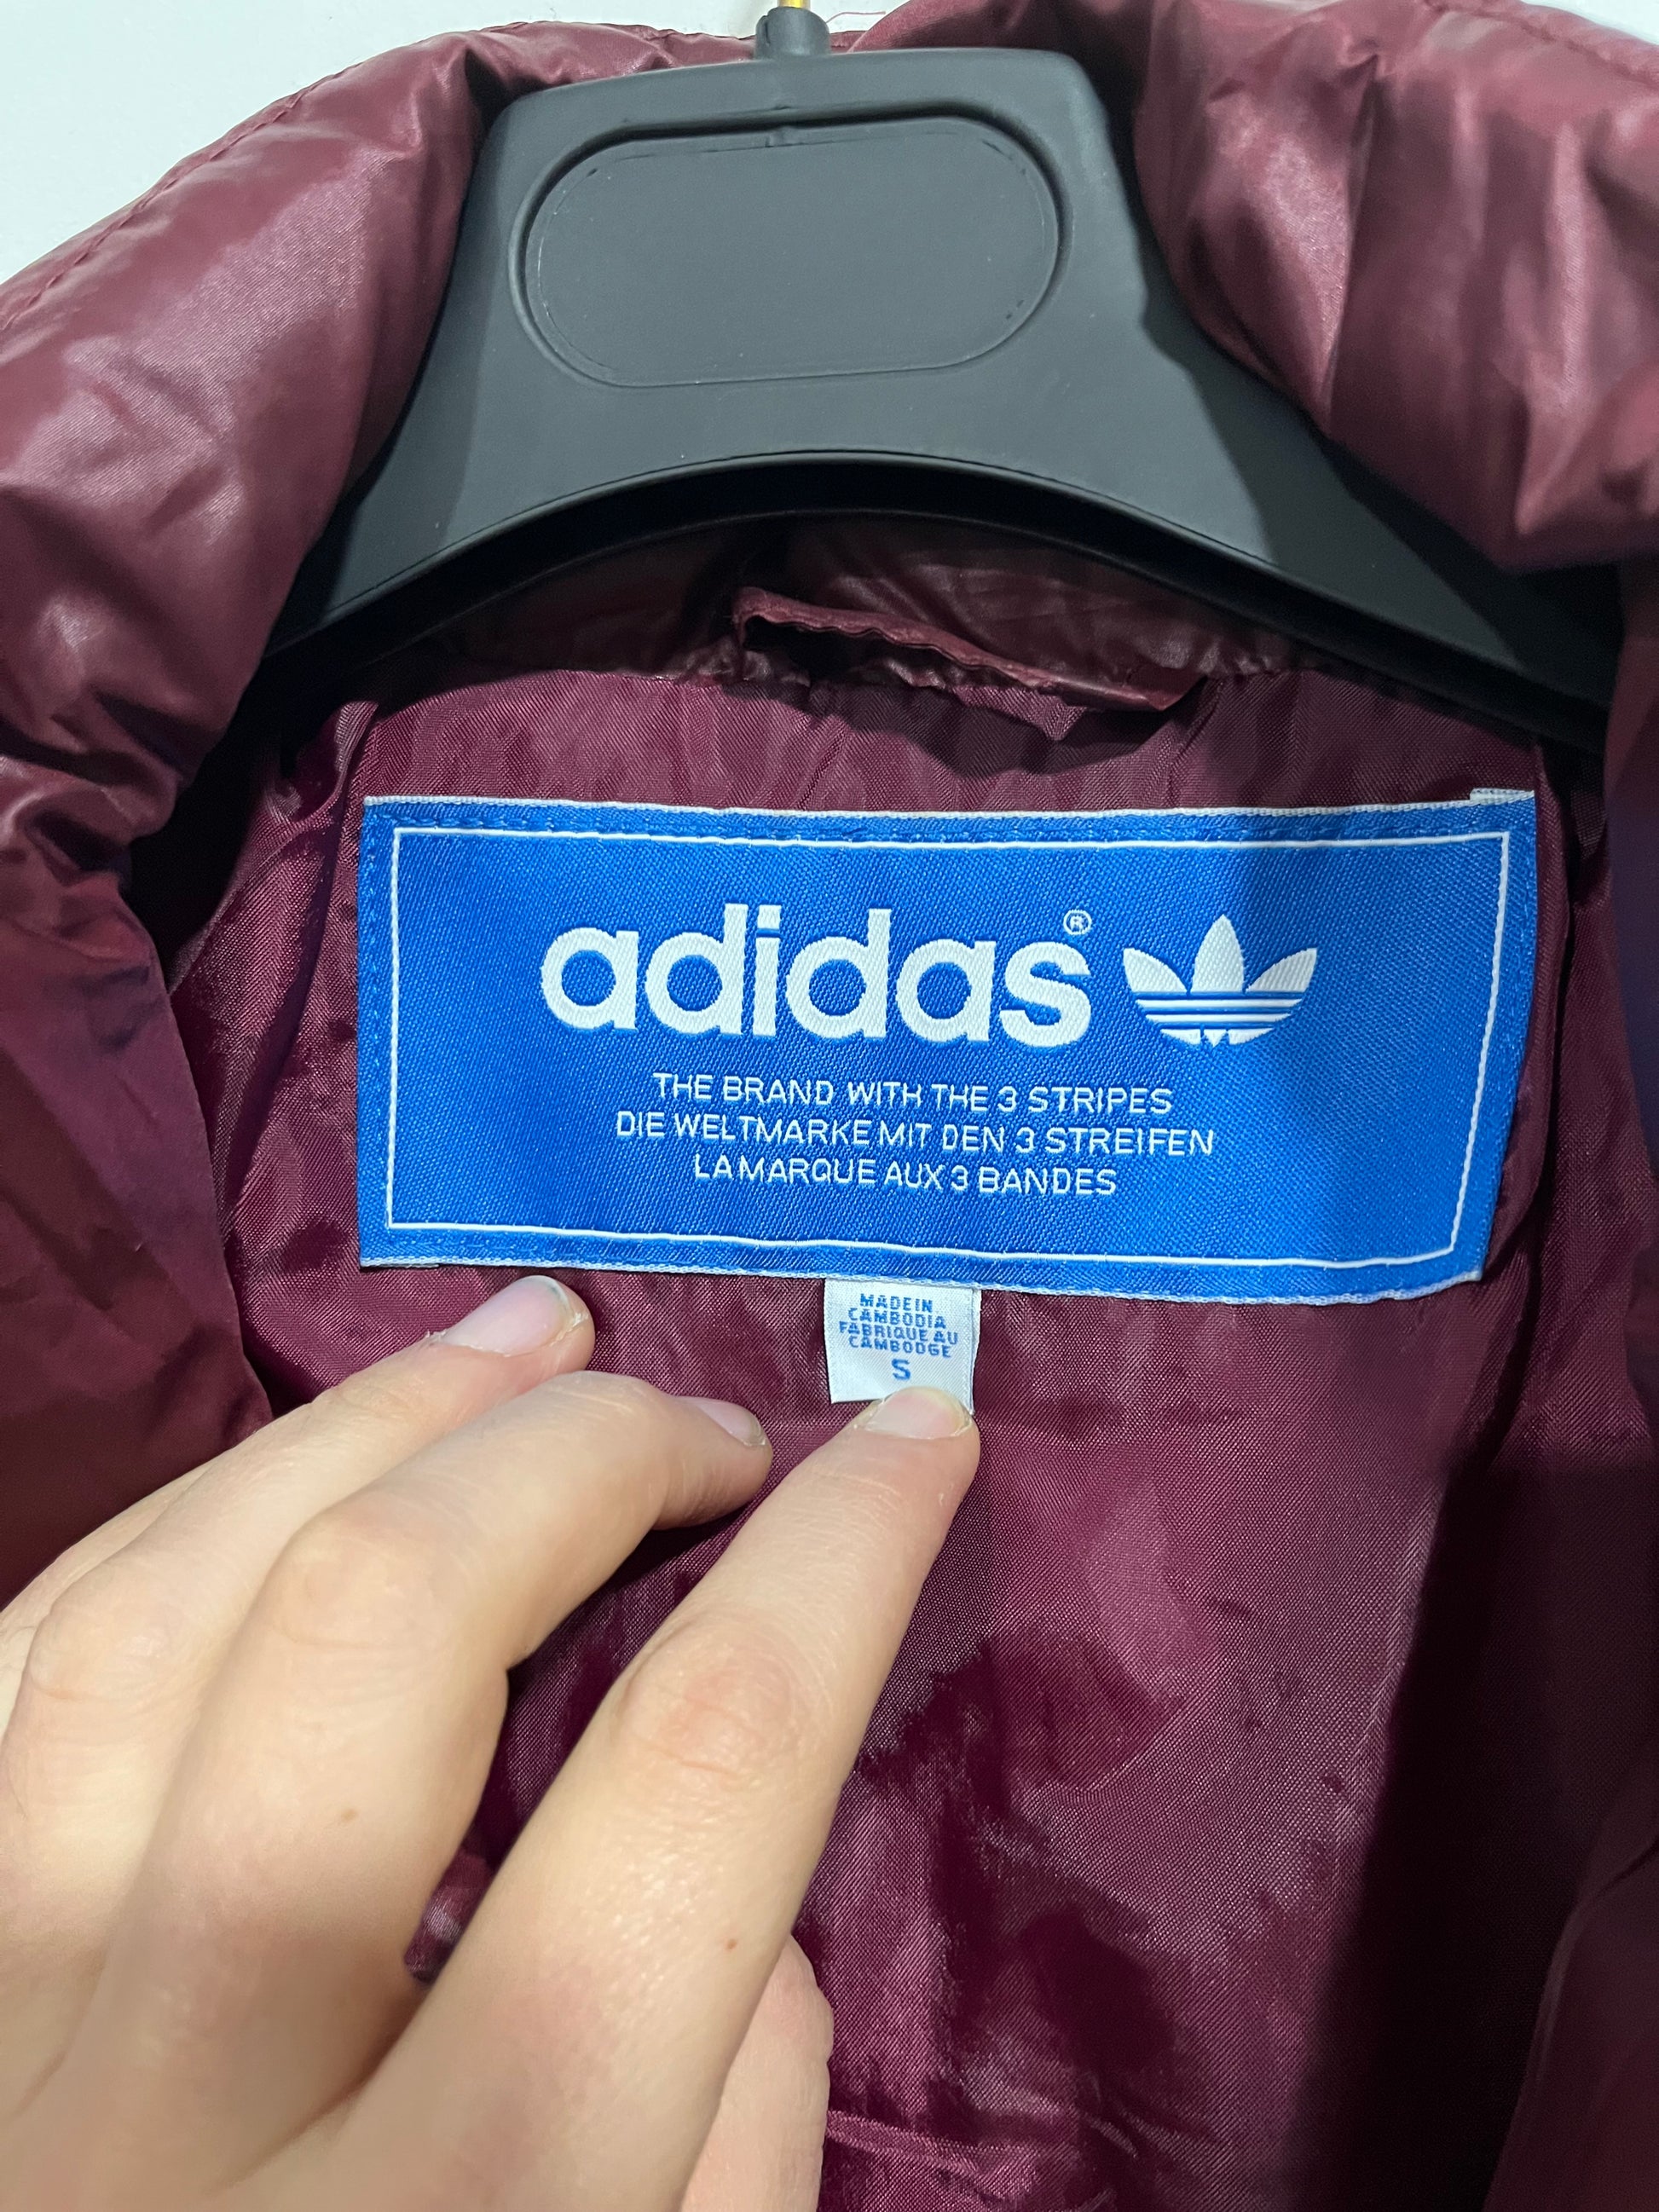 adidas®
THE BRAND WITH THE 3 STRIPES
DIE WELTMARKE MIT DEN 3 STREIFEN
LA MARQUE AUX 3 BANDES
MADE IN
CAMBODIA
FABRIQUE AU
CAMBODGE
S